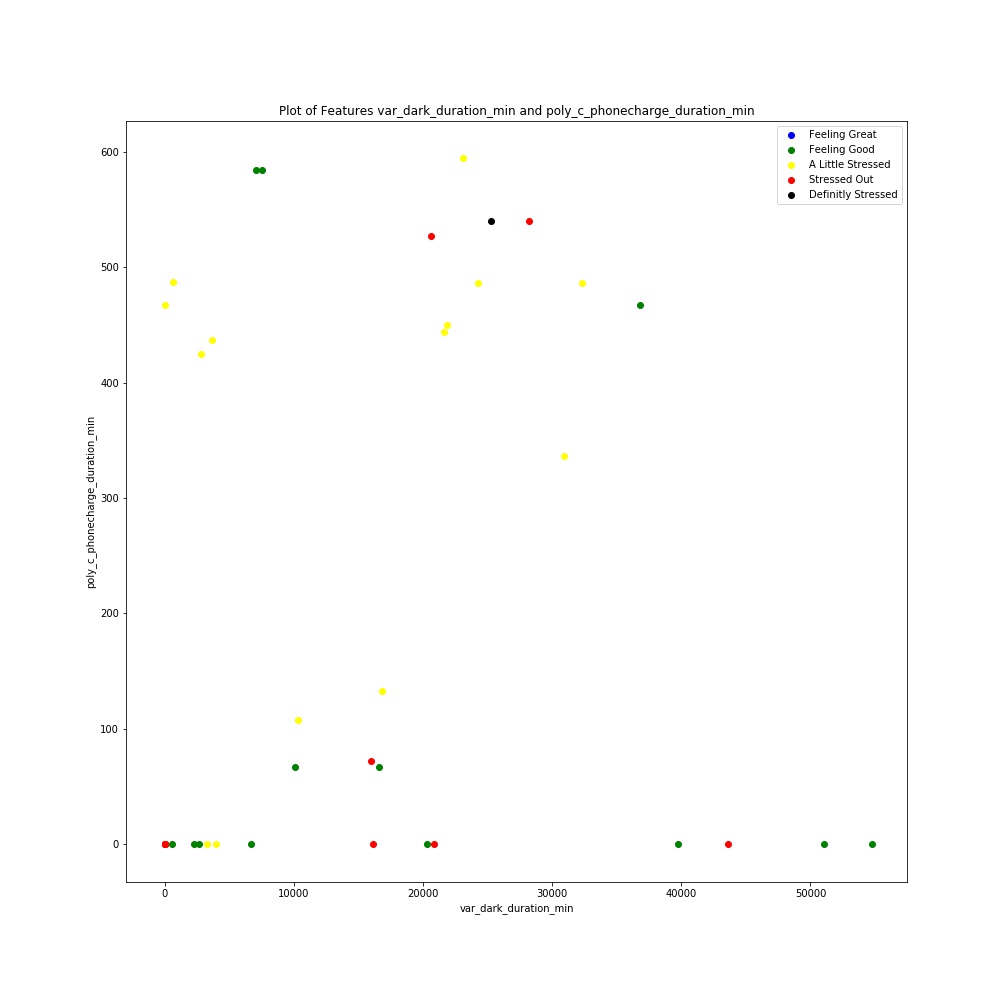 Plot of Features var_dark_duration_min and poly_c_phonecharge_duration_min
Feeling Great
Feeling Good
A Little Stressed
Stressed Out
Definitly Stressed
poly_c_phonecharge_duration_min
600
500
400
300
200
100
0
0 10000 20000 30000 40000 50000
var_dark_duration_min